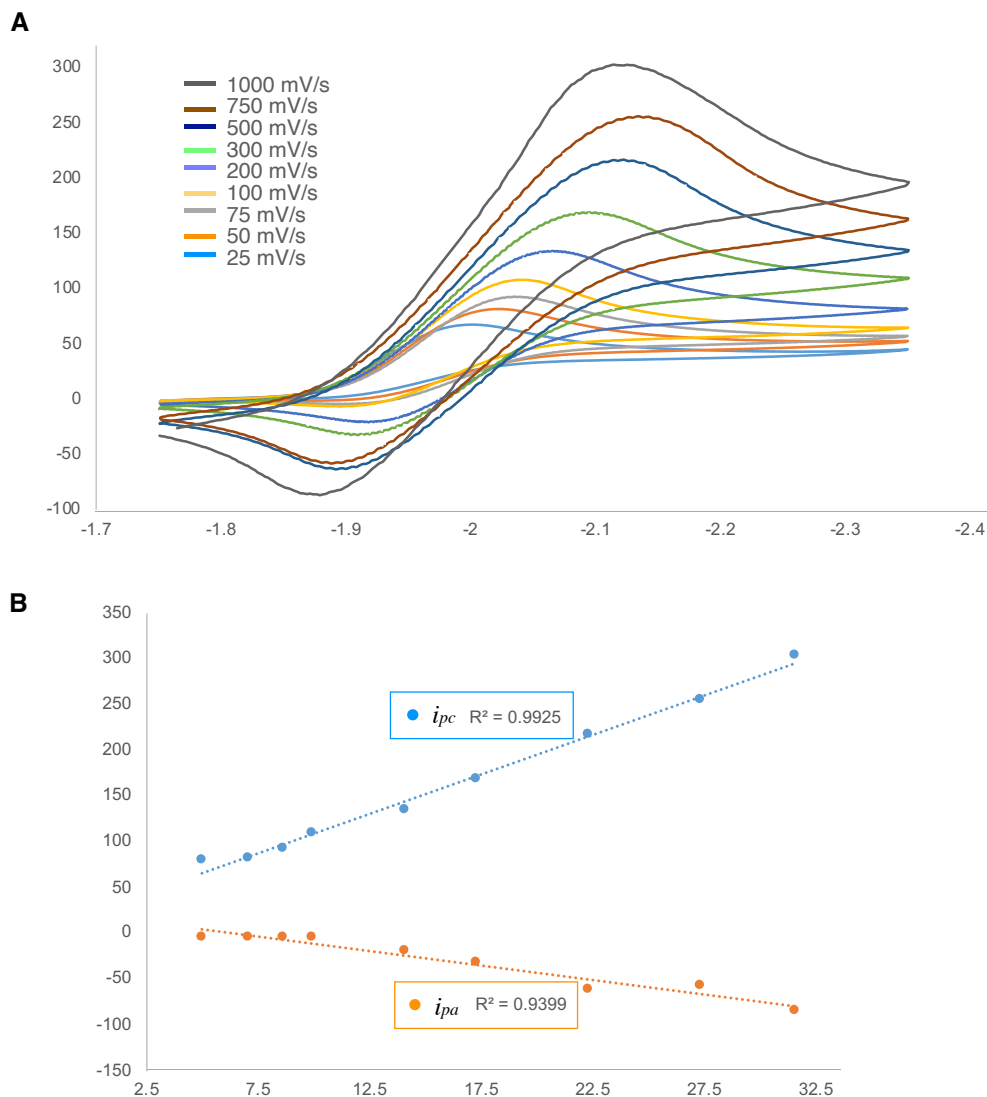 A
300
250
200
150
100
50
0
-50
-100
1000 mV/s
750 mV/s
500 mV/s
300 mV/s
200 mV/s
100 mV/s
75 mV/s
50 mV/s
25 mV/s
-1.7 -1.8 -1.9 -2 -2.1 -2.2 -2.3 -2.4
B
350
300
250
200
150
100
50
0
-50
-100
-150
ipc R² = 0.9925
ipa R² = 0.9399
2.5 7.5 12.5 17.5 22.5 27.5 32.5